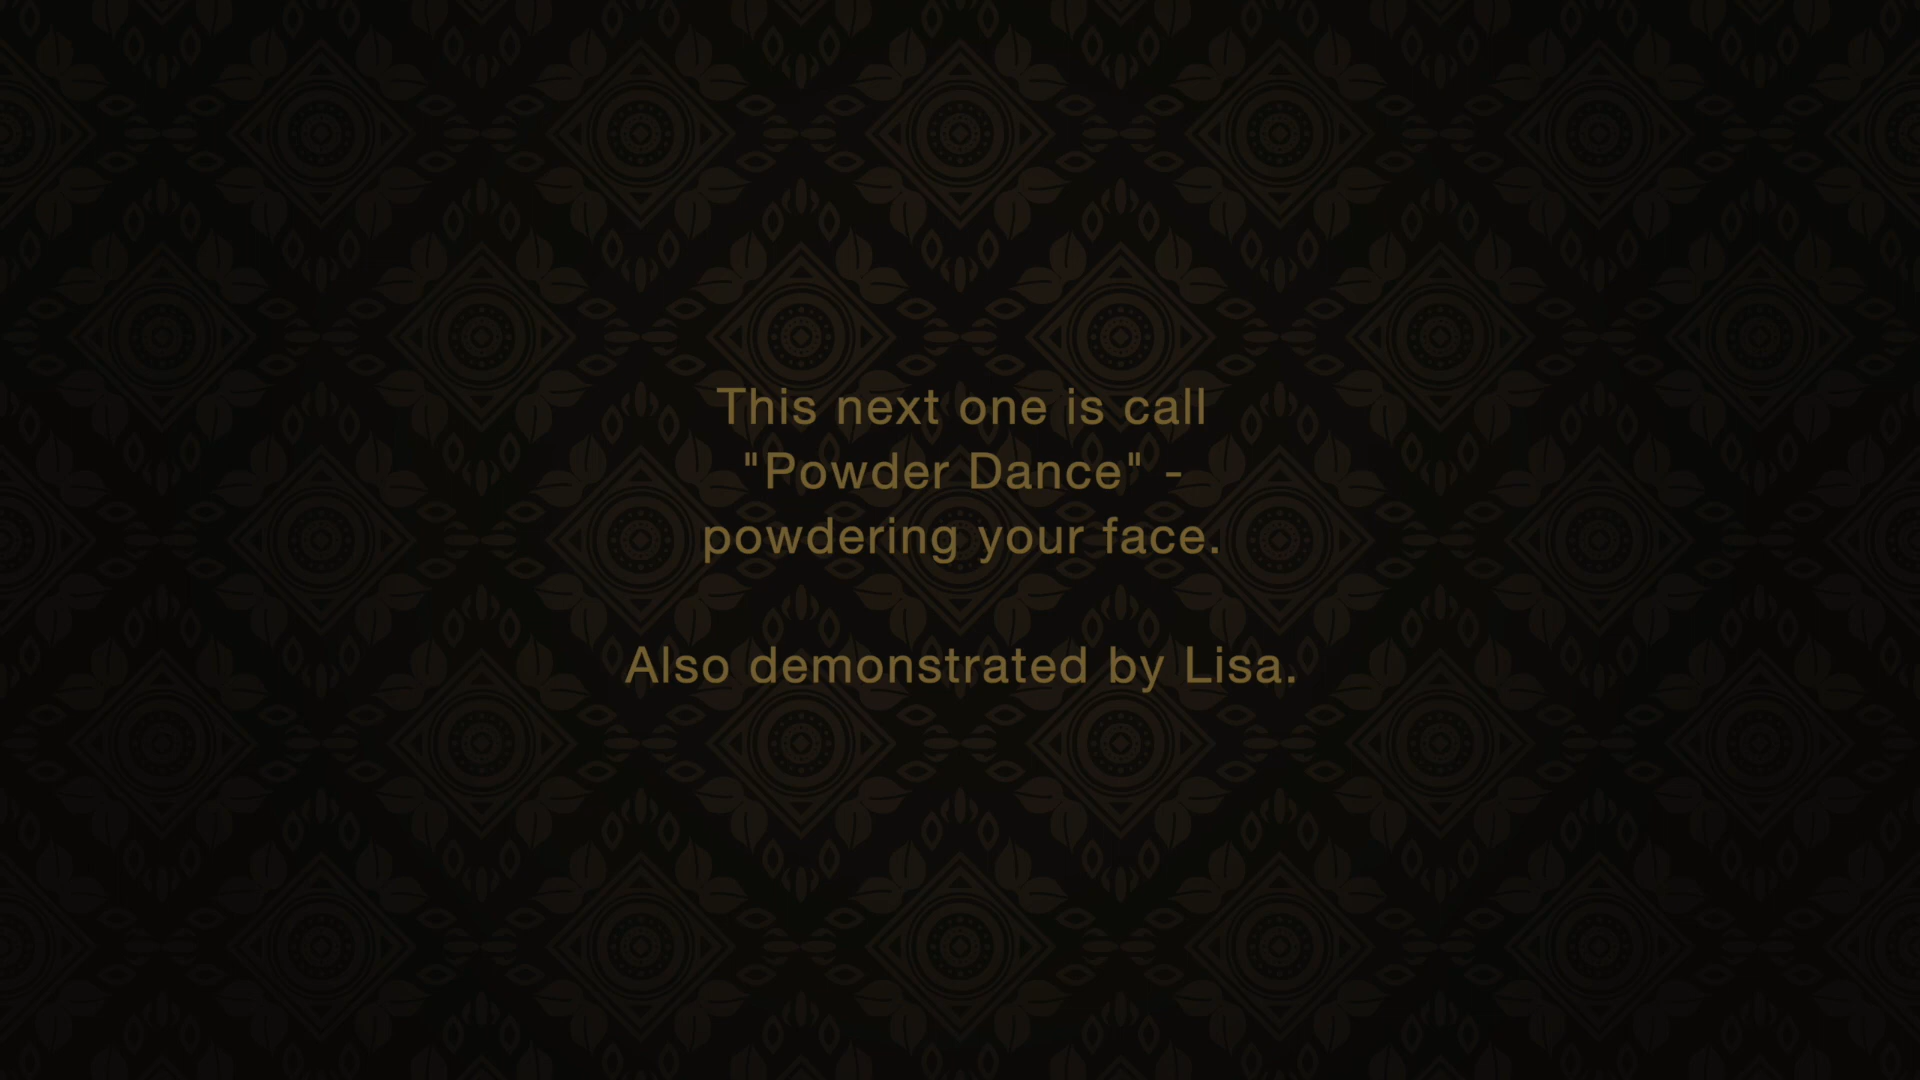 This next one is call
"Powder Dance" -
powdering your face.
Also demonstrated by Lisa.